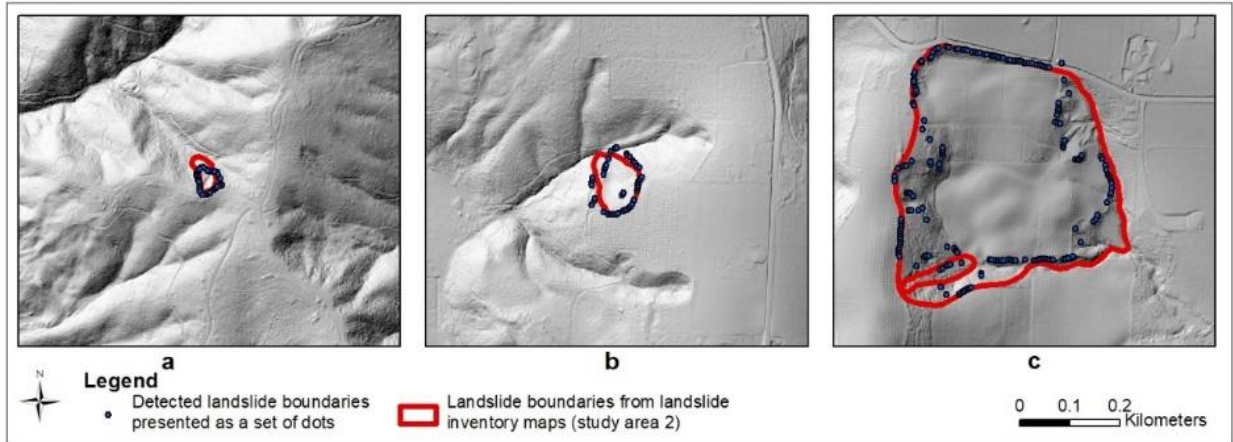 a
b
c
N
Legend
Detected landslide boundaries
presented as a set of dots
Landslide boundaries from landslide
inventory maps (study area 2)
0 0.1 0.2
Kilometers